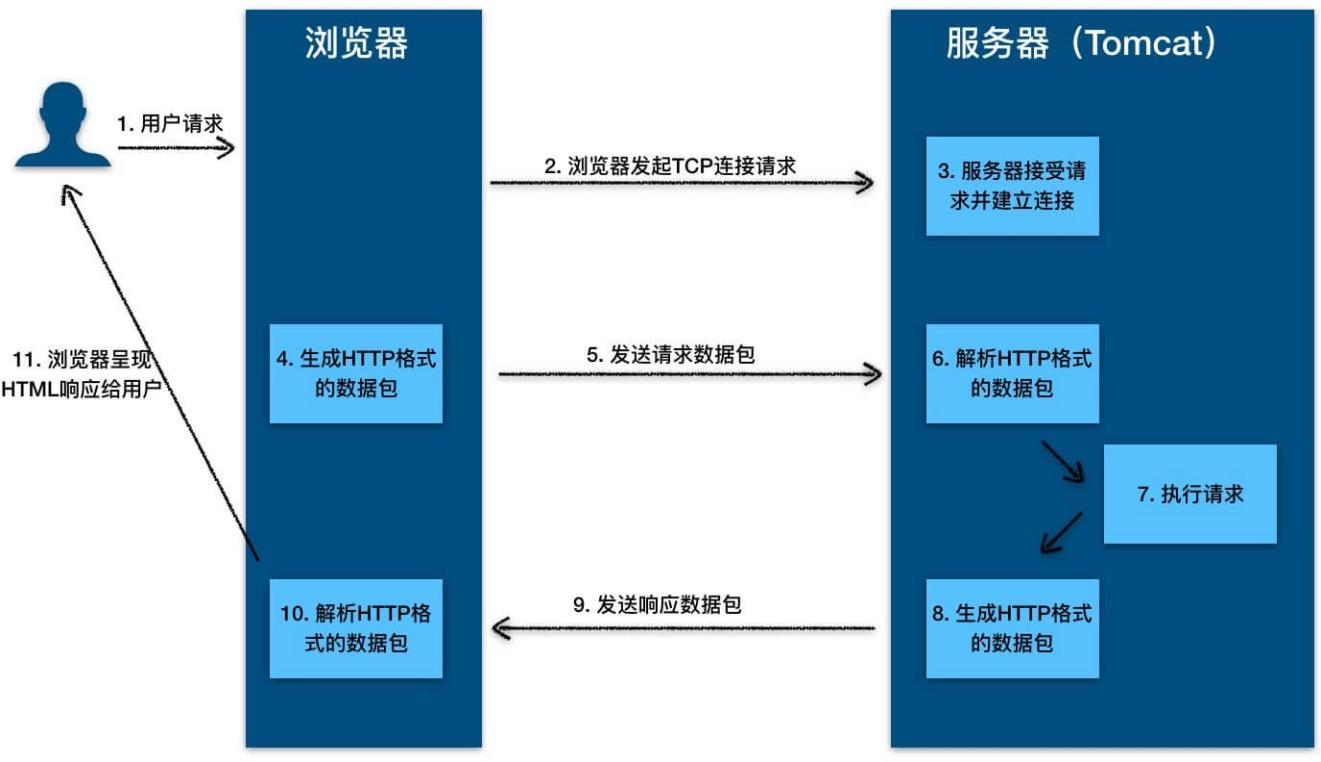 浏览器
服务器（Tomcat）
1. 用户请求
2. 浏览器发起TCP连接请求
3. 服务器接受请
求并建立连接
4. 生成HTTP格式
的数据包
5. 发送请求数据包
6. 解析HTTP格式
的数据包
7. 执行请求
8. 生成HTTP格式
的数据包
9. 发送响应数据包
10. 解析HTTP格
式的数据包
11. 浏览器呈现
HTML响应给用户